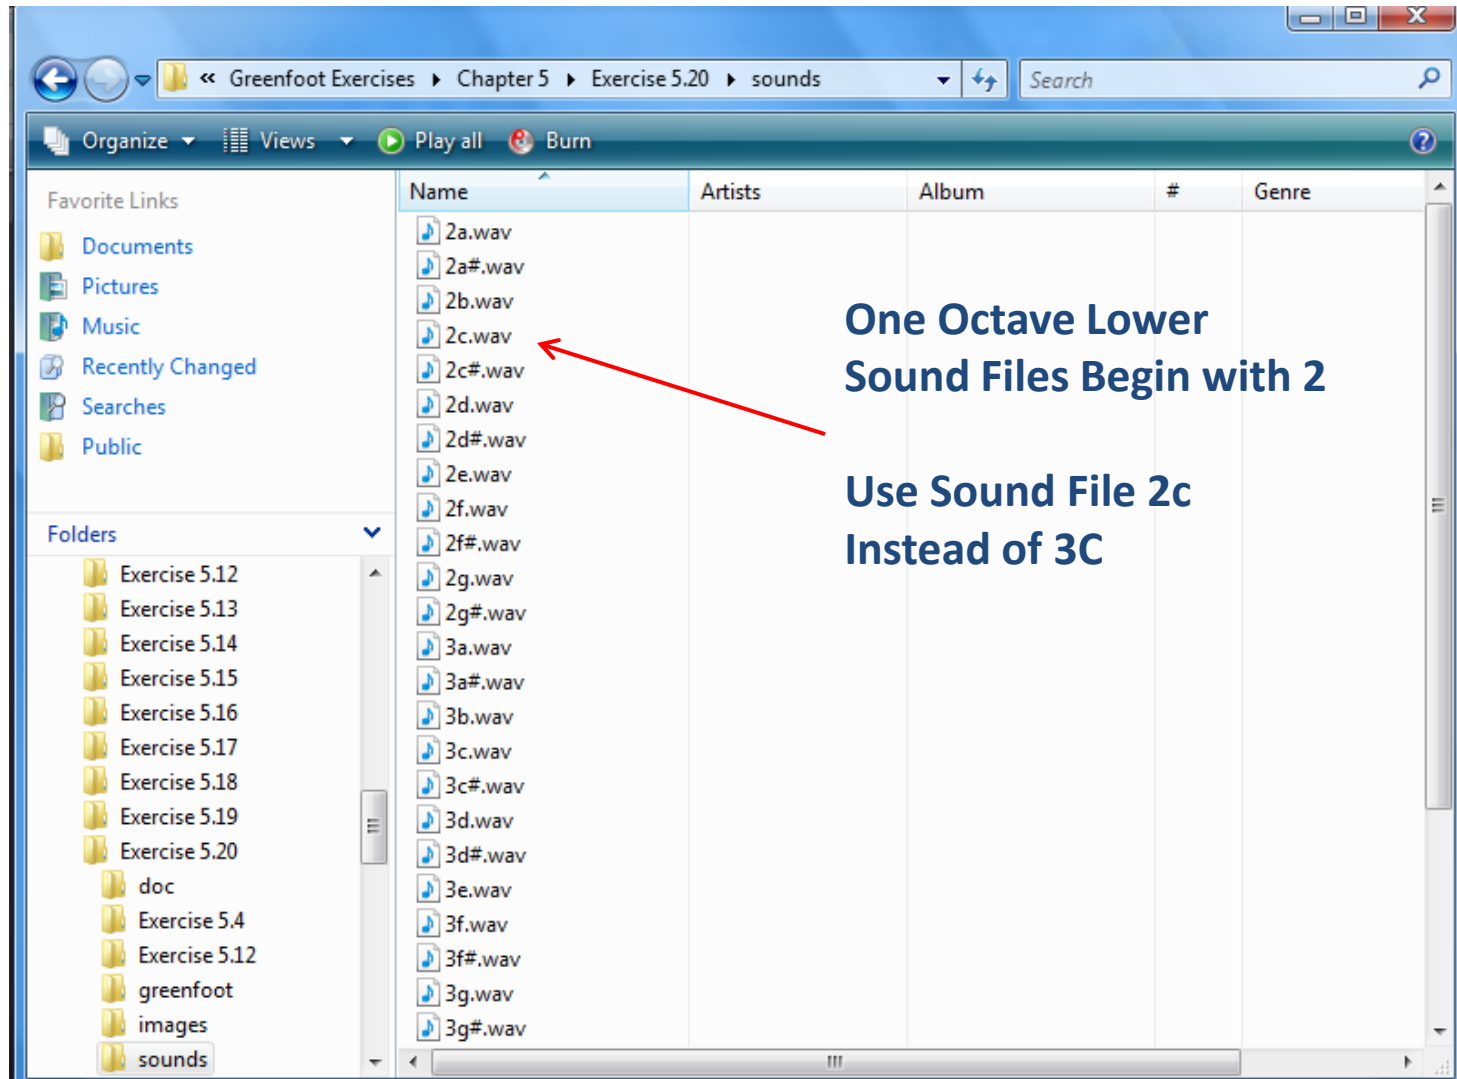 « Greenfoot Exercises Chapter 5 Exercise 5.20 sounds Search
Organize Views Play all Burn
Favorite Links
Documents
Pictures
Music
Recently Changed
Searches
Public
Folders
Exercise 5.12
Exercise 5.13
Exercise 5.14
Exercise 5.15
Exercise 5.16
Exercise 5.17
Exercise 5.18
Exercise 5.19
Exercise 5.20
doc
Exercise 5.4
Exercise 5.12
greenfoot
images
sounds
Name Artists Album # Genre
2a.wav
2a#.wav
2b.wav
2c.wav
2c#.wav
2d.wav
2d#.wav
2e.wav
2f.wav
2f#.wav
2g.wav
2g#.wav
3a.wav
3a#.wav
3b.wav
3c.wav
3c#.wav
3d.wav
3d#.wav
3e.wav
3f.wav
3f#.wav
3g.wav
3g#.wav
One Octave Lower
Sound Files Begin with 2
Use Sound File 2c
Instead of 3C